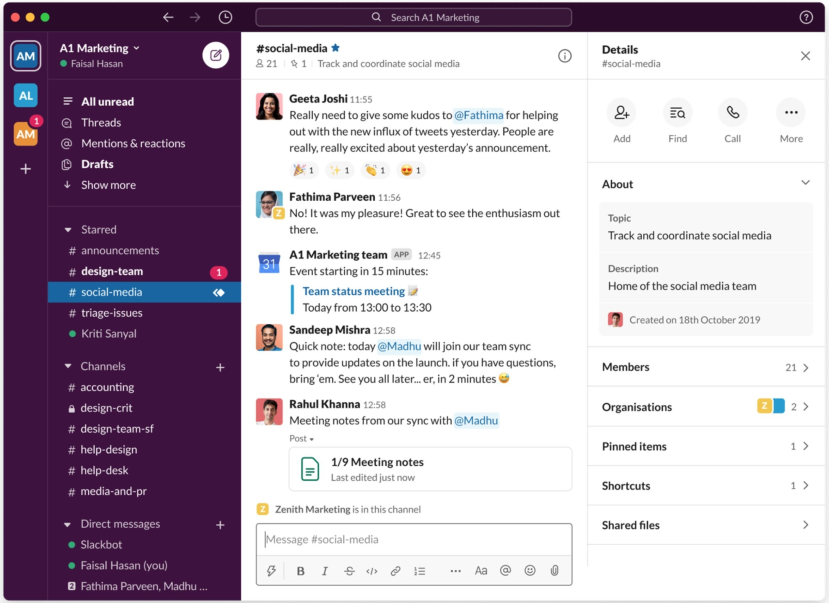 Search A1 Marketing
AM
AL
1
AM
A1 Marketing
Faisal Hasan
All unread
Threads
Mentions & reactions
Drafts
Show more
Starred
# announcements
# design-team 1
# social-media
# triage-issues
Kriti Sanyal
Channels +
# accounting
design-crit
# design-team-sf
# help-design
# help-desk
# media-and-pr
Direct messages +
Slackbot
Faisal Hasan (you)
2 Fathima Parveen, Madhu ...
#social-media
21 | 1 | Track and coordinate social media
Geeta Joshi 11:55
Really need to give some kudos to @Fathima for helping
out with the new influx of tweets yesterday. People are
really, really excited about yesterday's announcement.
🎉 1 ✨ 1 👏 1 😍 1
Fathima Parveen 11:56
Z
No! It was my pleasure! Great to see the enthusiasm out
there.
31
A1 Marketing team APP 12:45
Event starting in 15 minutes:
Team status meeting 📝
Today from 13:00 to 13:30
Sandeep Mishra 12:58
Quick note: today @Madhu will join our team sync
to provide updates on the launch. if you have questions,
bring 'em. See you all later... er, in 2 minutes 😅
Rahul Khanna 12:58
Meeting notes from our sync with @Madhu
Post
1/9 Meeting notes
Last edited just now
Z Zenith Marketing is in this channel
Message #social-media
B I S </> ... Aa @
Details
#social-media
Add Find Call More
About
Topic
Track and coordinate social media
Description
Home of the social media team
Created on 18th October 2019
Members 21
Organisations Z 2
Pinned items 1
Shortcuts 1
Shared files